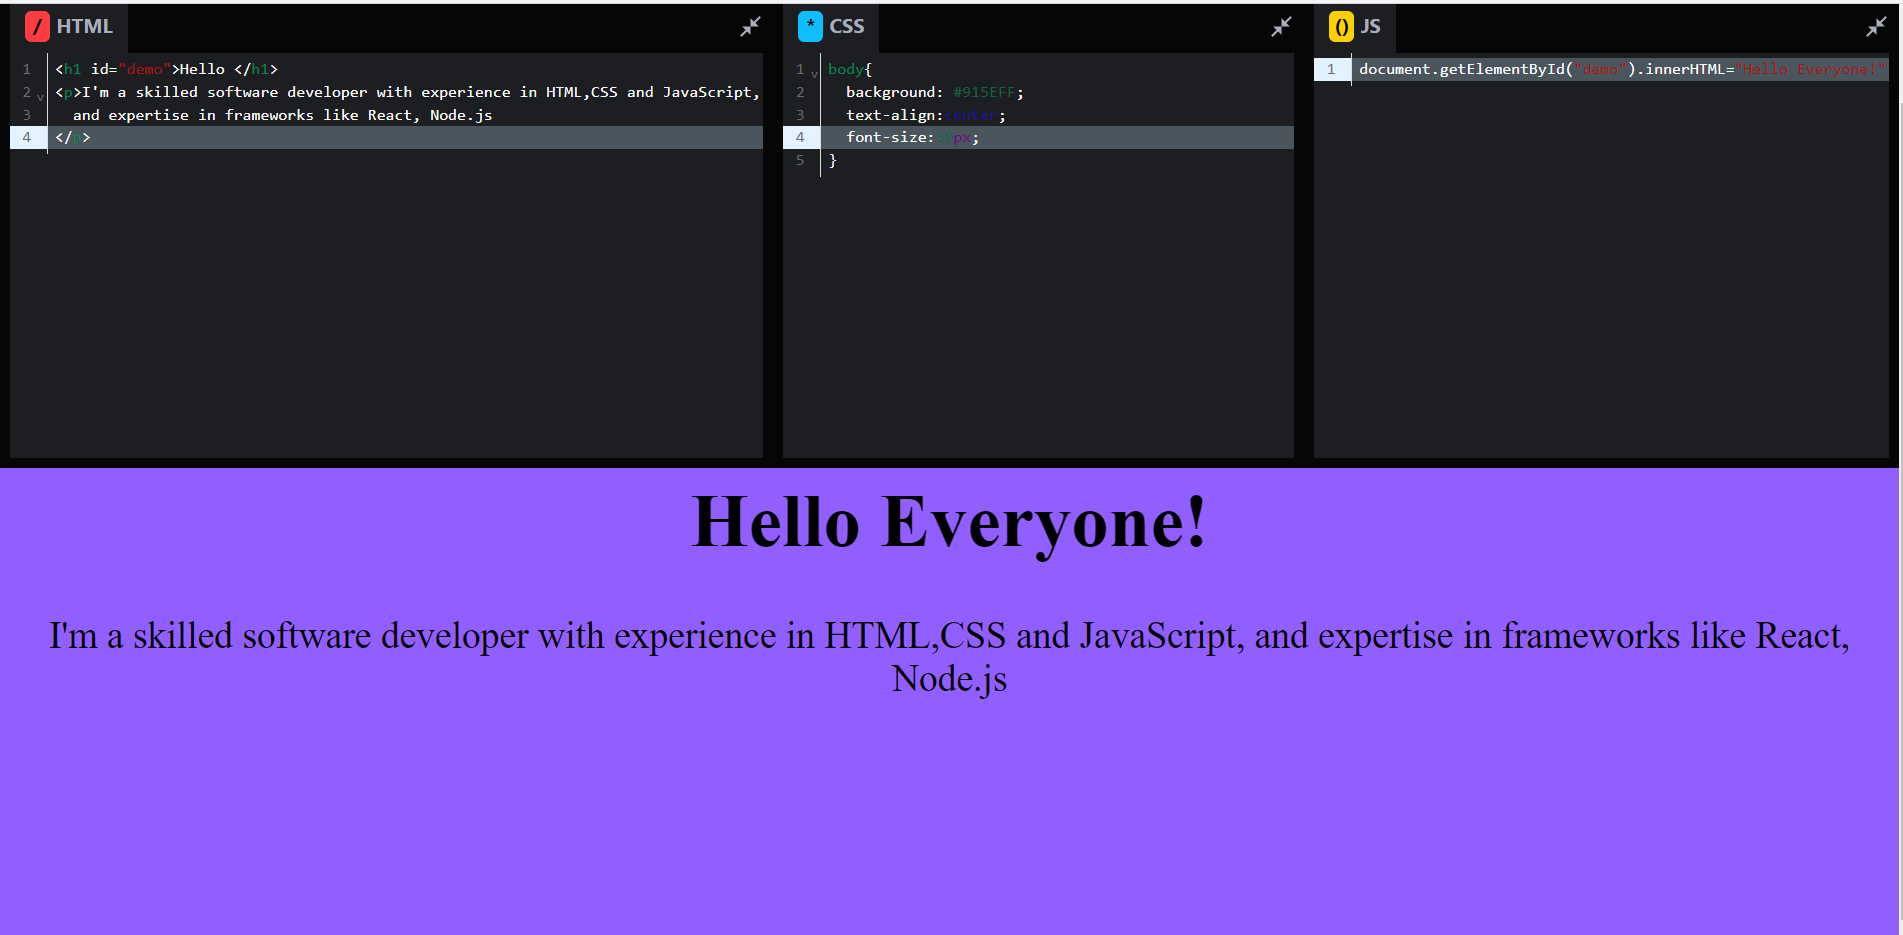 / HTML
1 <h1 id="demo">Hello </h1>
2 <p>I'm a skilled software developer with experience in HTML,CSS and JavaScript,
3 and expertise in frameworks like React, Node.js
4 </p>
* CSS
1 body{
2 background: #915EFF;
3 text-align:center;
4 font-size:30px;
5 }
() JS
1 document.getElementById("demo").innerHTML="Hello Everyone!"
Hello Everyone!
I'm a skilled software developer with experience in HTML,CSS and JavaScript, and expertise in frameworks like React,
Node.js